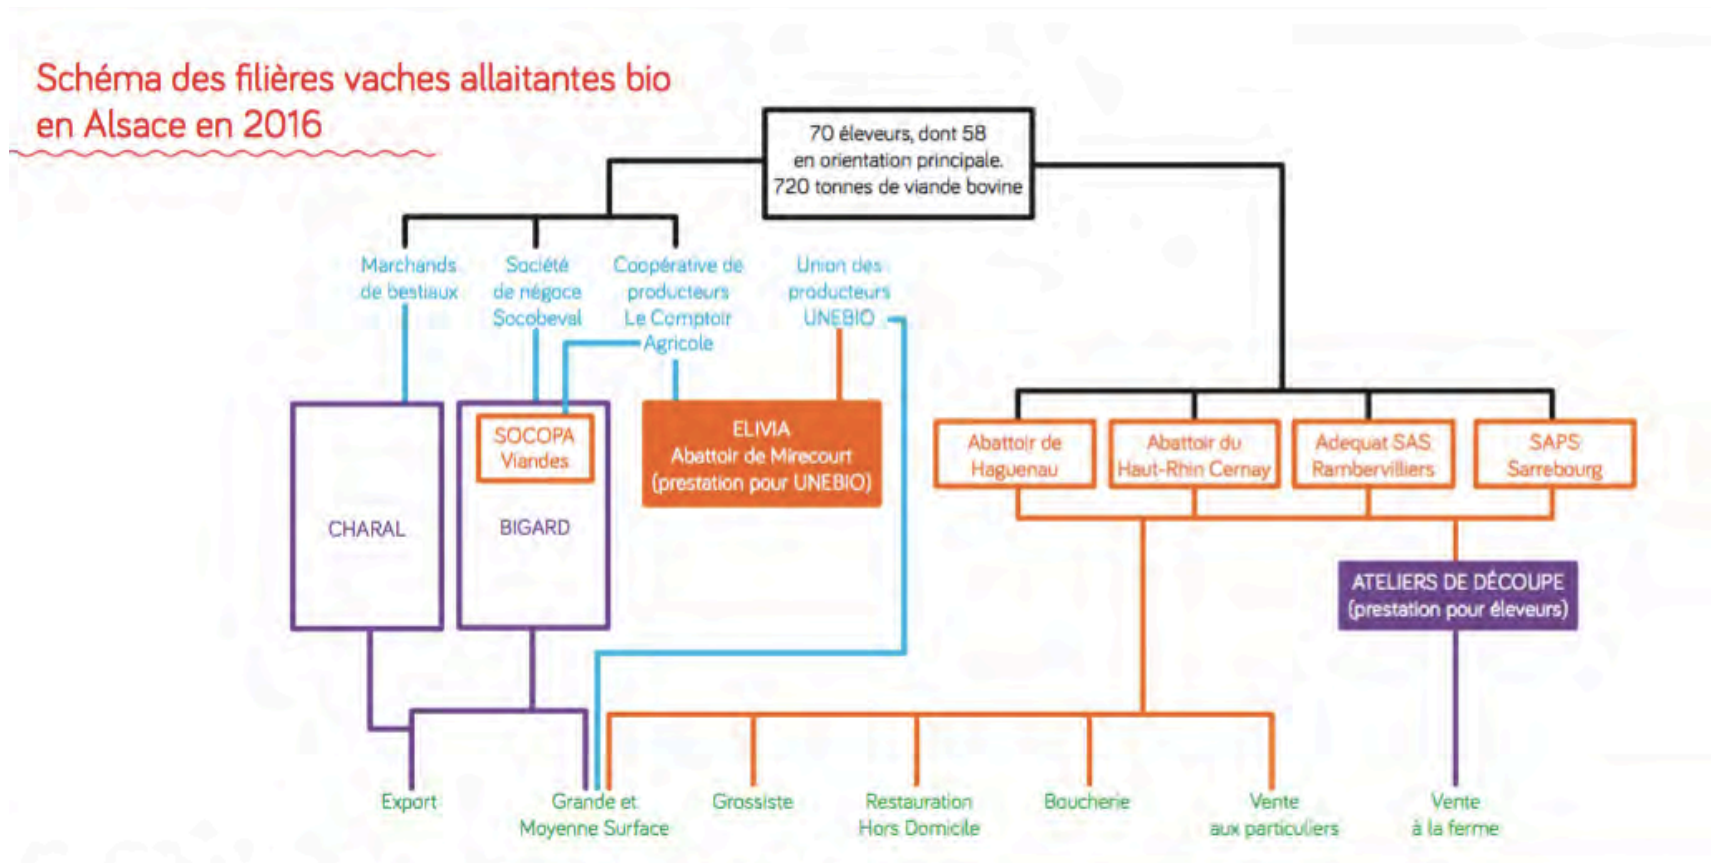 Schéma des filières vaches allaitantes bio
en Alsace en 2016
70 éleveurs, dont 58
en orientation principale.
720 tonnes de viande bovine
Marchands
de bestiaux
Société
de négoce
Socobeval
Coopérative de
producteurs
Le Comptoir
Agricole
Union des
producteurs
UNEBIO
CHARAL
SOCOPA
Viandes
BIGARD
ELIVIA
Abattoir de Mirecourt
(prestation pour UNEBIO)
Abattoir de
Haguenau
Abattoir du
Haut-Rhin Cernay
Adequat SAS
Rambervilliers
SAPS
Sarrebourg
ATELIERS DE DÉCOUPE
(prestation pour éleveurs)
Export
Grande et
Moyenne Surface
Grossiste
Restauration
Hors Domicile
Boucherie
Vente
aux particuliers
Vente
à la ferme